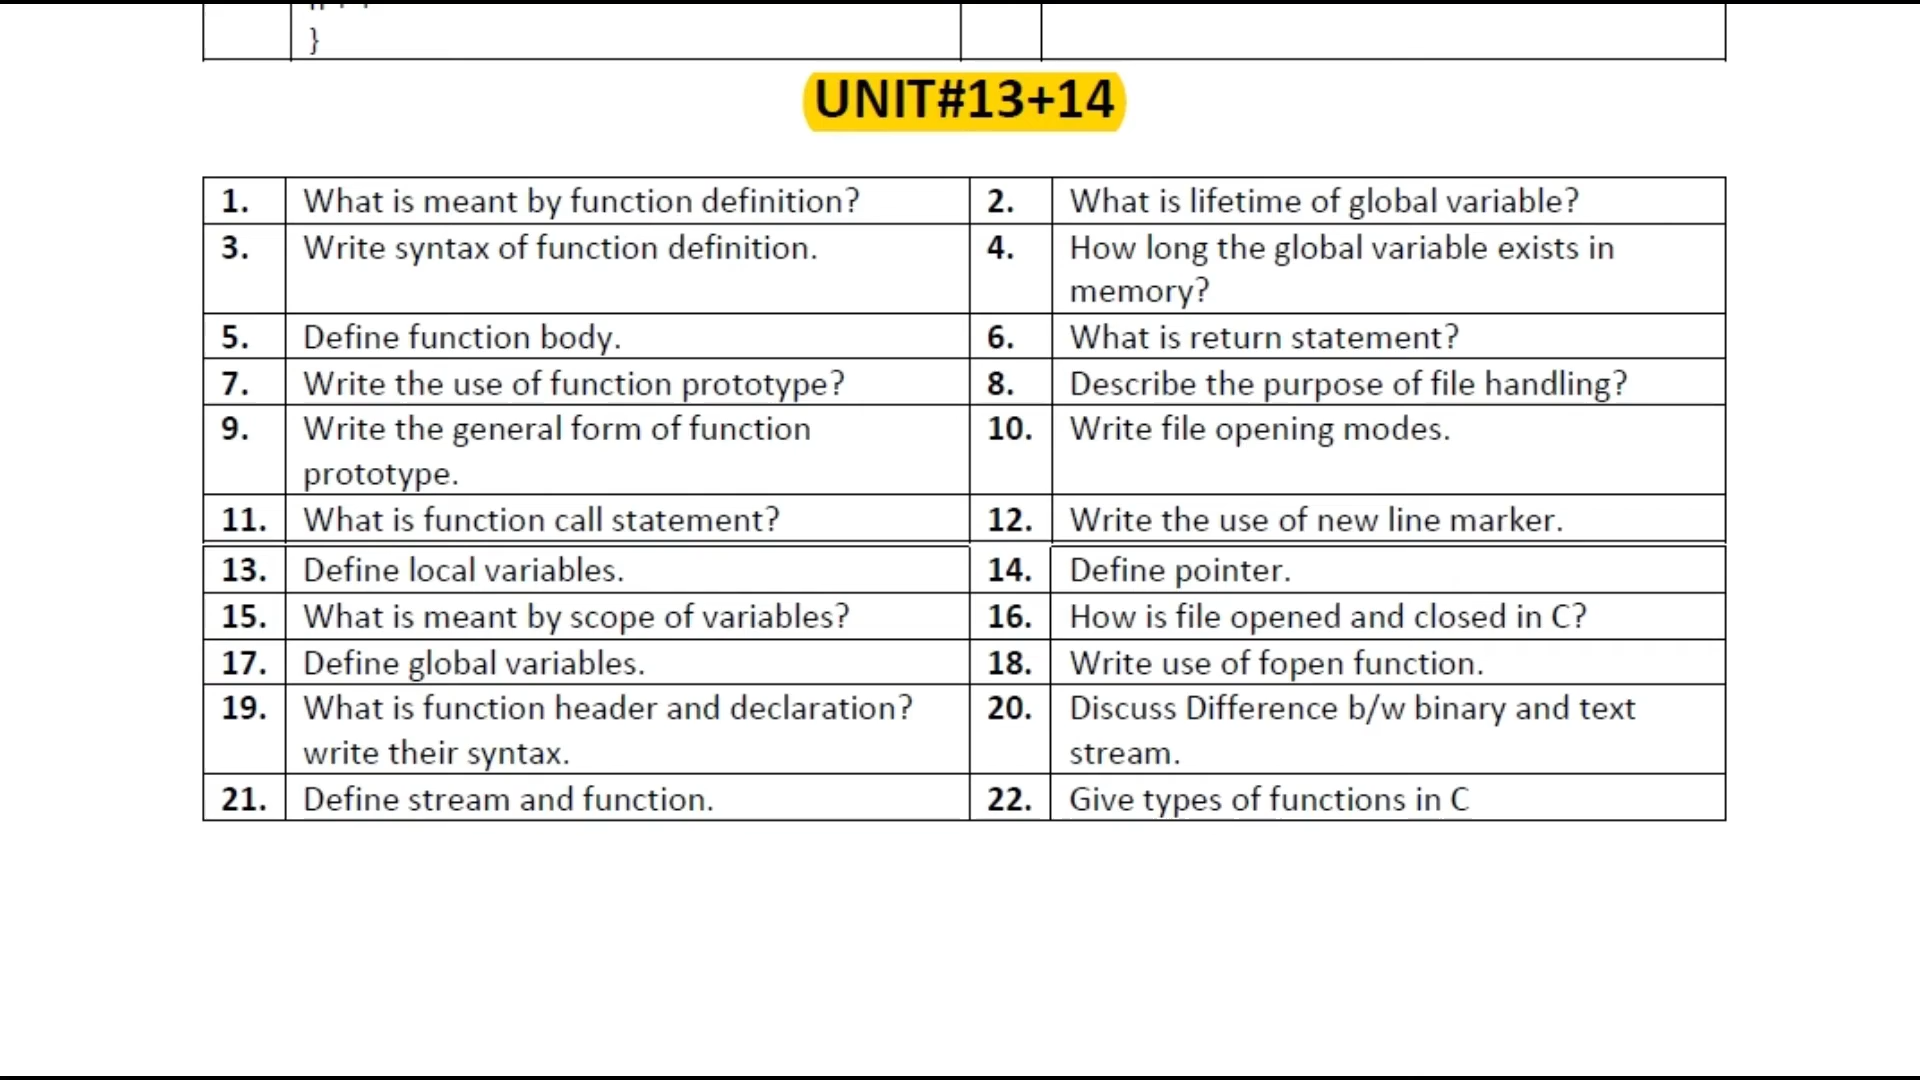 }
UNIT#13+14
1. What is meant by function definition? 2. What is lifetime of global variable?
3. Write syntax of function definition. 4. How long the global variable exists in
memory?
5. Define function body. 6. What is return statement?
7. Write the use of function prototype? 8. Describe the purpose of file handling?
9. Write the general form of function 10. Write file opening modes.
prototype.
11. What is function call statement? 12. Write the use of new line marker.
13. Define local variables. 14. Define pointer.
15. What is meant by scope of variables? 16. How is file opened and closed in C?
17. Define global variables. 18. Write use of fopen function.
19. What is function header and declaration? 20. Discuss Difference b/w binary and text
write their syntax. stream.
21. Define stream and function. 22. Give types of functions in C